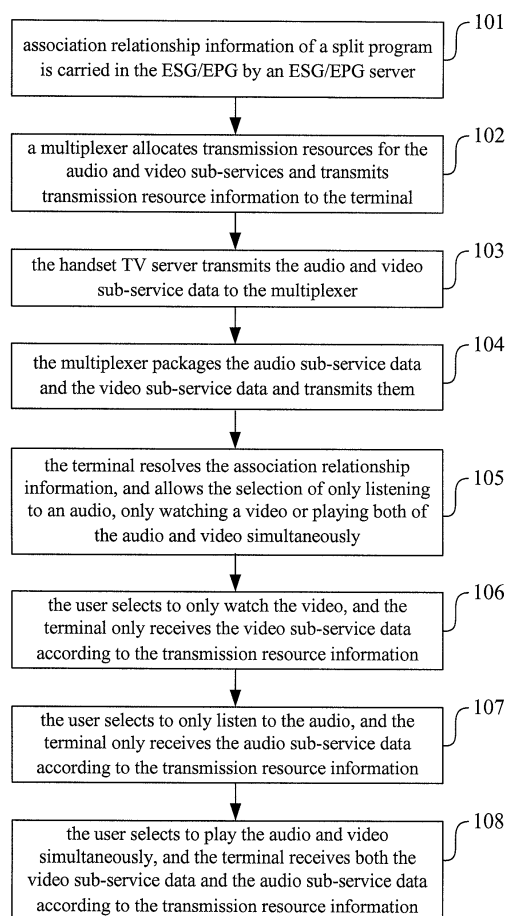 101
association relationship information of a split program
is carried in the ESG/EPG by an ESG/EPG server
102
a multiplexer allocates transmission resources for the
audio and video sub-services and transmits
transmission resource information to the terminal
103
the handset TV server transmits the audio and video
sub-service data to the multiplexer
104
the multiplexer packages the audio sub-service data
and the video sub-service data and transmits them
105
the terminal resolves the association relationship
information, and allows the selection of only listening
to an audio, only watching a video or playing both of
the audio and video simultaneously
106
the user selects to only watch the video, and the
terminal only receives the video sub-service data
according to the transmission resource information
107
the user selects to only listen to the audio, and the
terminal only receives the audio sub-service data
according to the transmission resource information
108
the user selects to play the audio and video
simultaneously, and the terminal receives both the
video sub-service data and the audio sub-service data
according to the transmission resource information